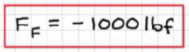 F_F = -1000 lbf